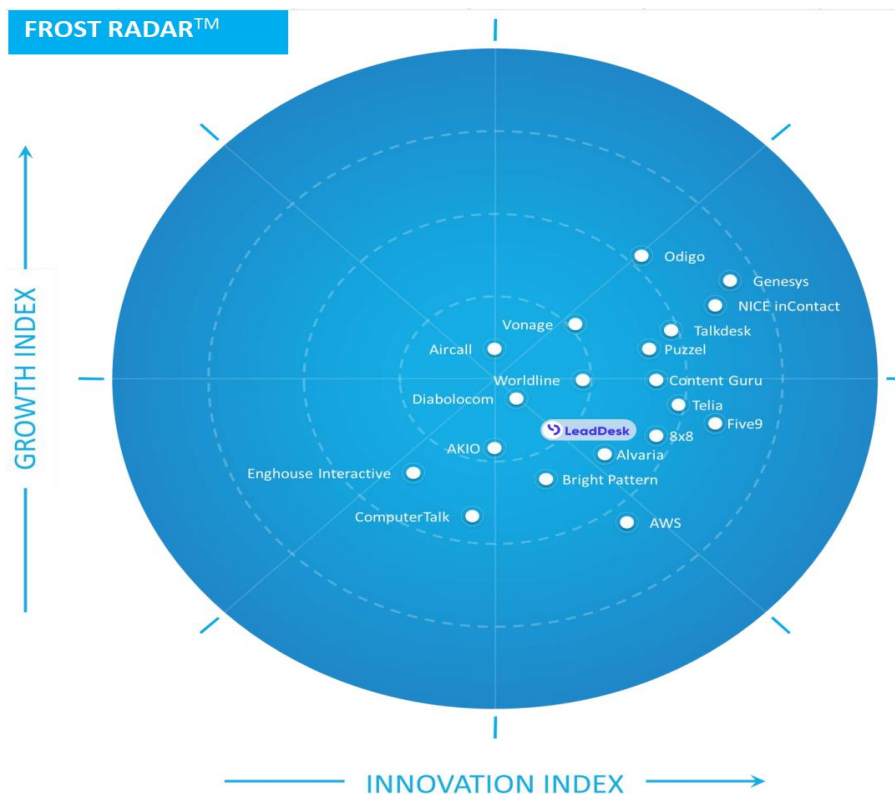 FROST RADAR™
GROWTH INDEX
Odigo
Genesys
NICE inContact
Vonage
Talkdesk
Aircall
Puzzel
Worldline
Content Guru
Diabolocom
Telia
Five9
LeadDesk
8x8
AKIO
Alvaria
Enghouse Interactive
Bright Pattern
ComputerTalk
AWS
INNOVATION INDEX